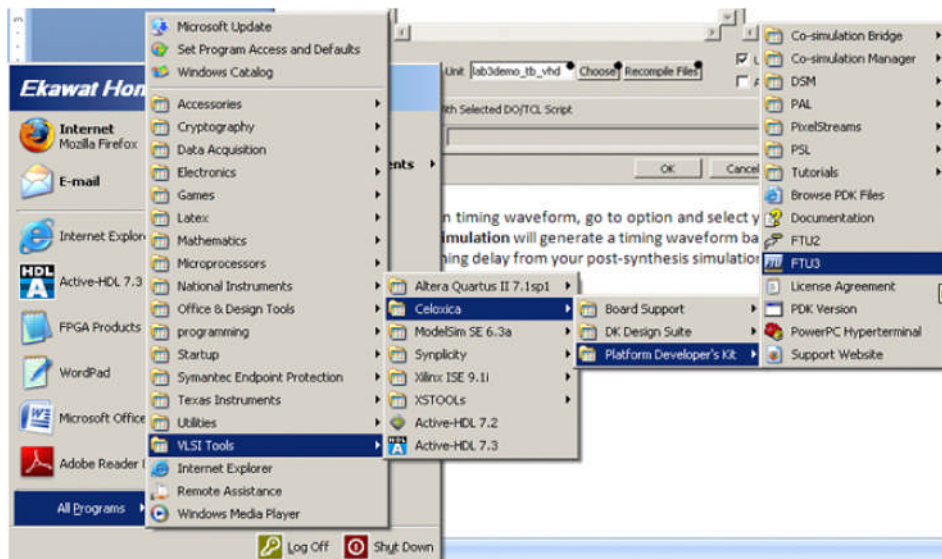 Ekawat Hon
Internet
Mozilla Firefox
E-mail
Internet Explor
Active-HDL 7.3
FPGA Products
WordPad
Microsoft Office
Adobe Reader
All Programs
Log Off
Shut Down
Microsoft Update
Set Program Access and Defaults
Windows Catalog
Accessories
Cryptography
Data Acquisition
Electronics
Games
Latex
Mathematics
Microprocessors
National Instruments
Office & Design Tools
programming
Startup
Symantec Endpoint Protection
Texas Instruments
Utilities
VLSI Tools
Internet Explorer
Remote Assistance
Windows Media Player
ents
Unit lab3demo_tb_vhd Choose Recompile Files
ith Selected DO/TCL Script
OK Cancel
n timing waveform, go to option and select y
imulation will generate a timing waveform ba
ning delay from your post-synthesis simulation
Altera Quartus II 7.1sp1
Celoxica
ModelSim SE 6.3a
Synplicity
Xilinx ISE 9.1i
XSTOOLs
Active-HDL 7.2
Active-HDL 7.3
Board Support
DK Design Suite
Platform Developer's Kit
Co-simulation Bridge
Co-simulation Manager
DSM
PAL
PixelStreams
PSL
Tutorials
Browse PDK Files
Documentation
FTU2
FTU3
License Agreement
PDK Version
PowerPC Hyperterminal
Support Website